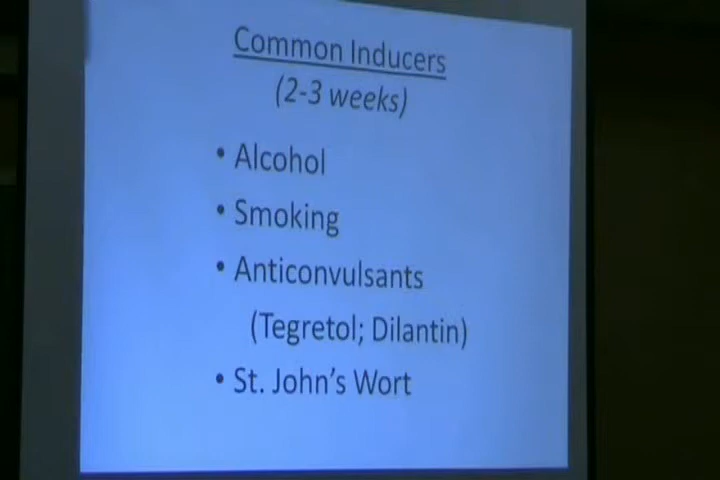 Common Inducers
(2-3 weeks)
• Alcohol
• Smoking
• Anticonvulsants
(Tegretol; Dilantin)
• St. John's Wort